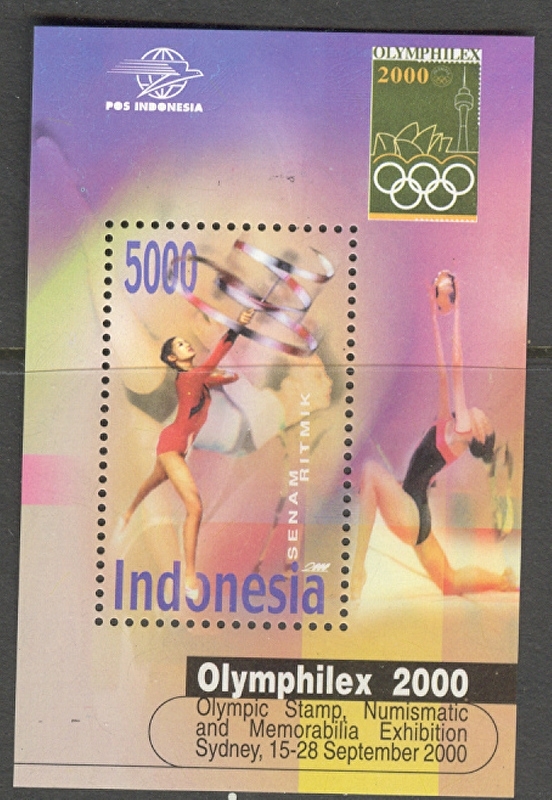 POS INDONESIA
OLYMPHILEX
2000
5000
SENAM
RITMIK
2000
Indonesia
Olymphilex 2000
Olympic Stamp, Numismatic
and Memorabilia Exhibition
Sydney, 15-28 September 2000